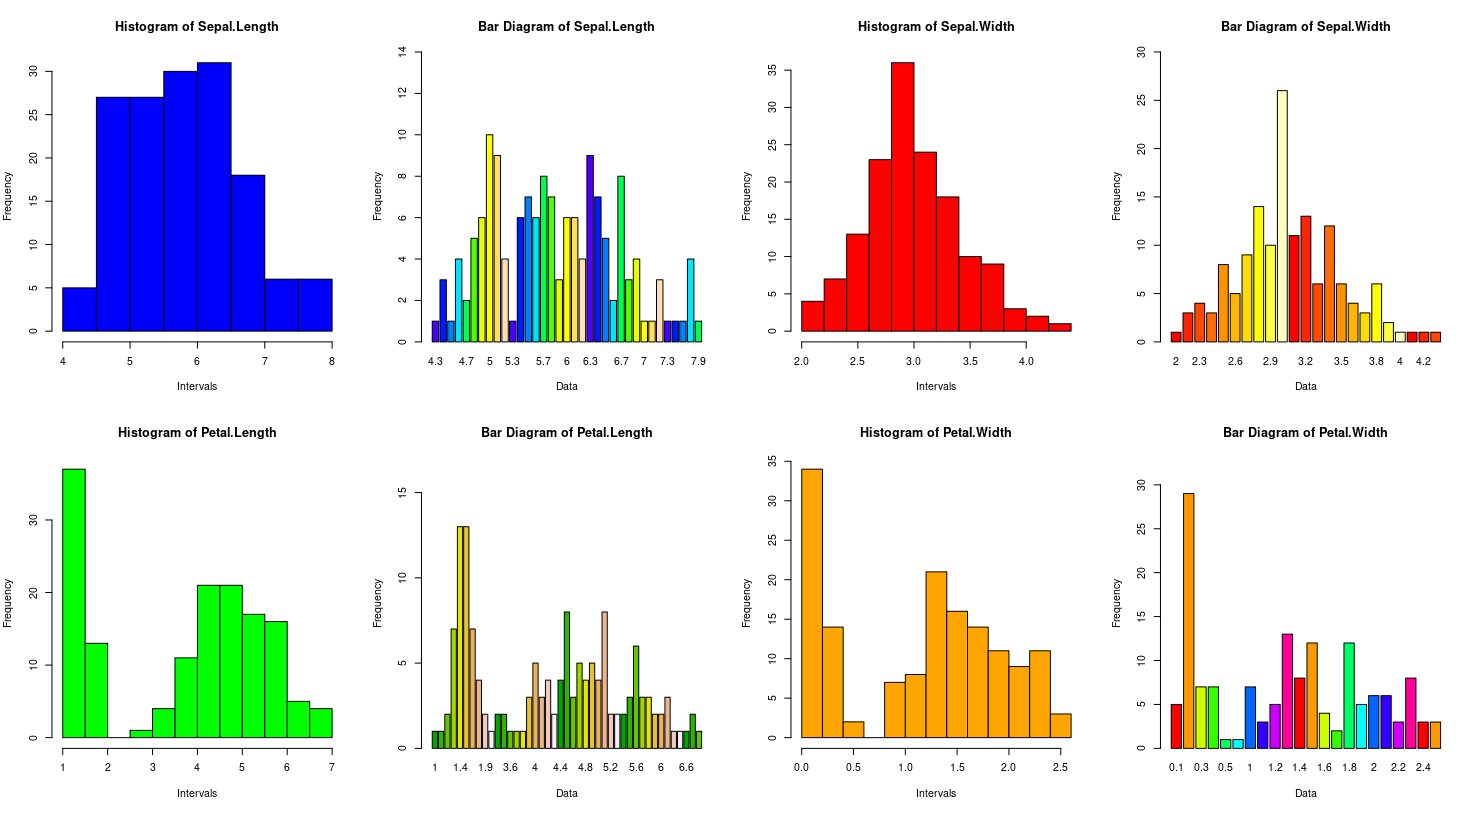 Histogram of Sepal.Length
Frequency
0 5 10 15 20 25 30
4 5 6 7 8
Intervals
Bar Diagram of Sepal.Length
Frequency
0 2 4 6 8 10 12 14
4.3 4.7 5 5.3 5.7 6 6.3 6.7 7 7.3 7.9
Data
Histogram of Sepal.Width
Frequency
0 5 10 15 20 25 30 35
2.0 2.5 3.0 3.5 4.0
Intervals
Bar Diagram of Sepal.Width
Frequency
0 5 10 15 20 25 30
2 2.3 2.6 2.9 3.2 3.5 3.8 4 4.2
Data
Histogram of Petal.Length
Frequency
0 10 20 30
1 2 3 4 5 6 7
Intervals
Bar Diagram of Petal.Length
Frequency
0 5 10 15
1 1.4 1.9 3.6 4 4.4 4.8 5.2 5.6 6 6.6
Data
Histogram of Petal.Width
Frequency
0 5 10 15 20 25 30 35
0.0 0.5 1.0 1.5 2.0 2.5
Intervals
Bar Diagram of Petal.Width
Frequency
0 5 10 15 20 25 30
0.1 0.3 0.5 1 1.2 1.4 1.6 1.8 2 2.2 2.4
Data